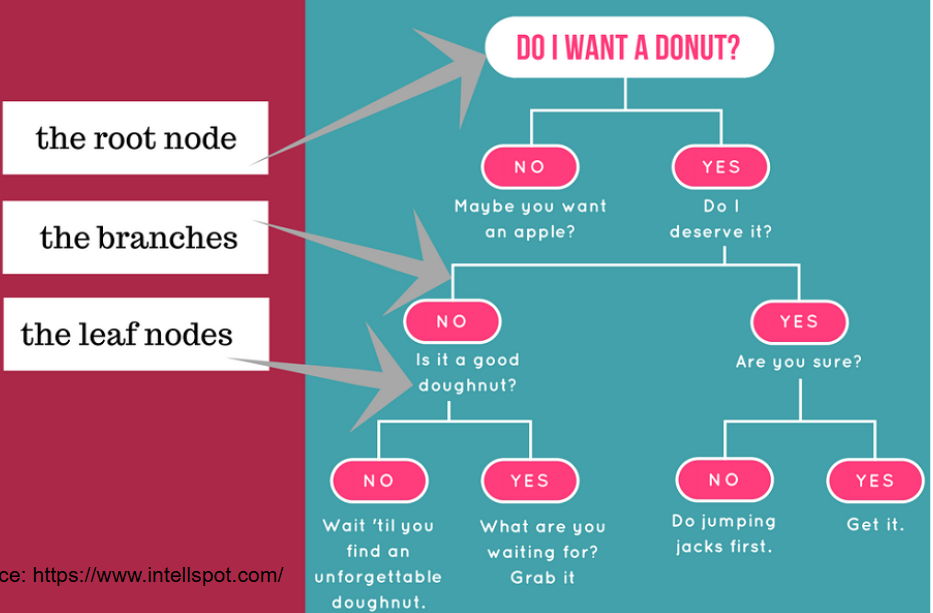 DO I WANT A DONUT?
the root node
NO
YES
Maybe you want
an apple?
Do I
deserve it?
the branches
the leaf nodes
NO
YES
Is it a good
doughnut?
Are you sure?
NO
YES
NO
YES
Wait 'til you
find an
unforgettable
doughnut.
What are you
waiting for?
Grab it
Do jumping
jacks first.
Get it.
ce: https://www.intellspot.com/